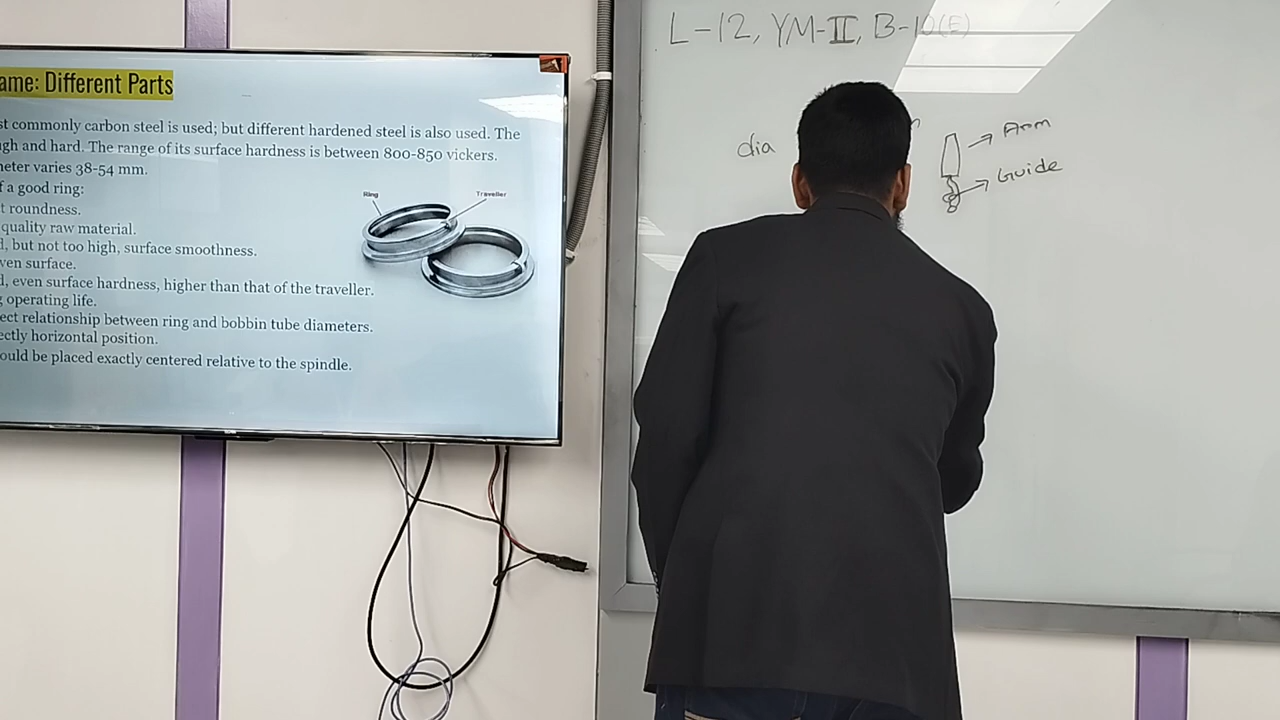 ame: Different Parts
st commonly carbon steel is used; but different hardened steel is also used. The
gh and hard. The range of its surface hardness is between 800-850 vickers.
neter varies 38-54 mm.
f a good ring:
t roundness.
quality raw material.
d, but not too high, surface smoothness.
ven surface.
d, even surface hardness, higher than that of the traveller.
g operating life.
ect relationship between ring and bobbin tube diameters.
ectly horizontal position.
ould be placed exactly centered relative to the spindle.
Ring
Traveller
L-12, YM-II, B-10(E)
dia
Arm
Guide